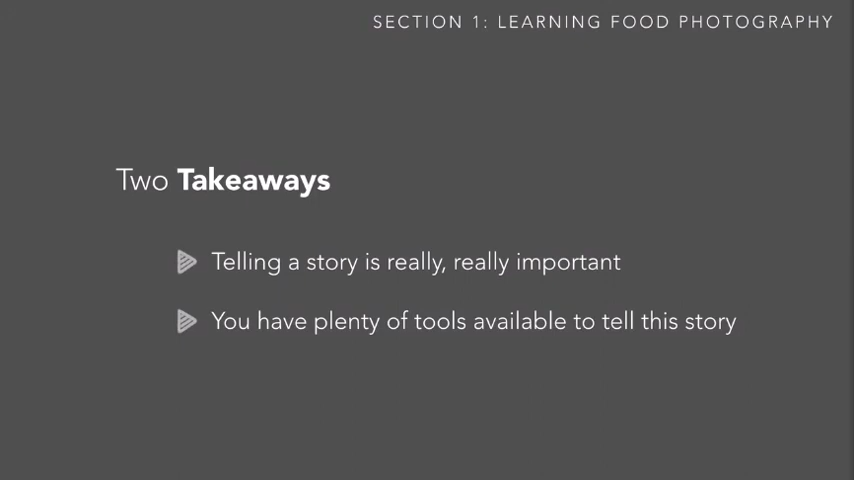 SECTION 1: LEARNING FOOD PHOTOGRAPHY
Two Takeaways
Telling a story is really, really important
You have plenty of tools available to tell this story